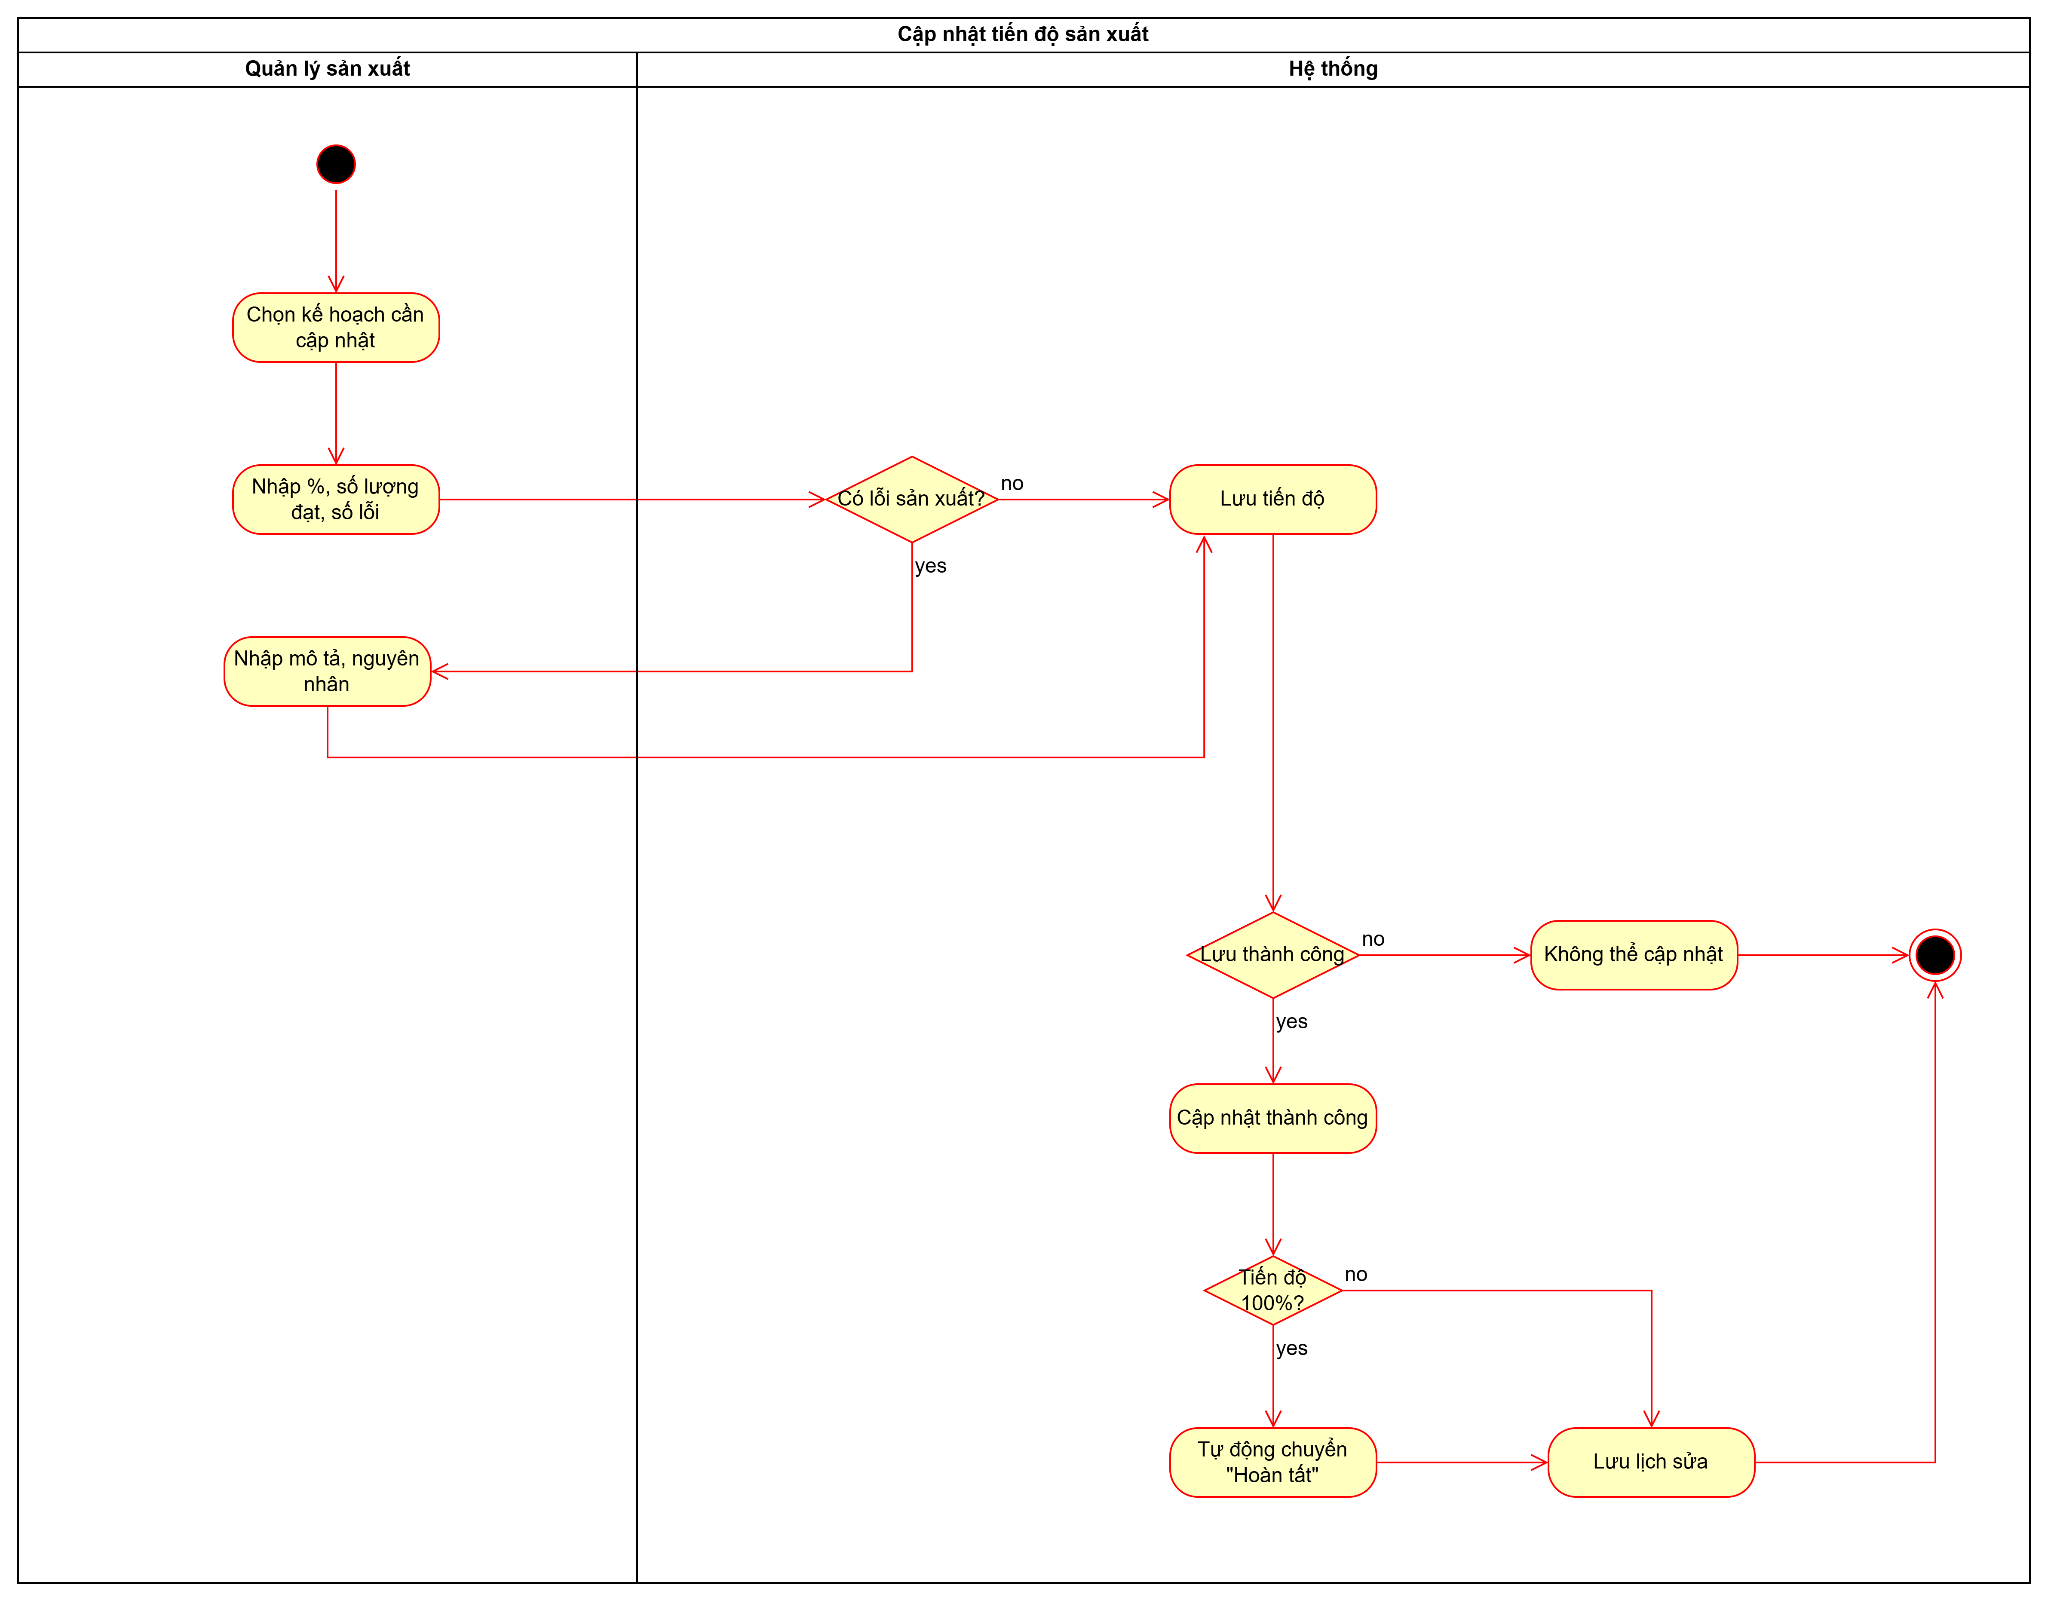 Cập nhật tiến độ sản xuất
Quản lý sản xuất
Hệ thống
Chọn kế hoạch cần
cập nhật
Nhập %, số lượng
đạt, số lỗi
Có lỗi sản xuất?
no
Lưu tiến độ
yes
Nhập mô tả, nguyên
nhân
Lưu thành công
no
Không thể cập nhật
yes
Cập nhật thành công
Tiến độ
100%?
no
yes
Tự động chuyển
"Hoàn tất"
Lưu lịch sửa